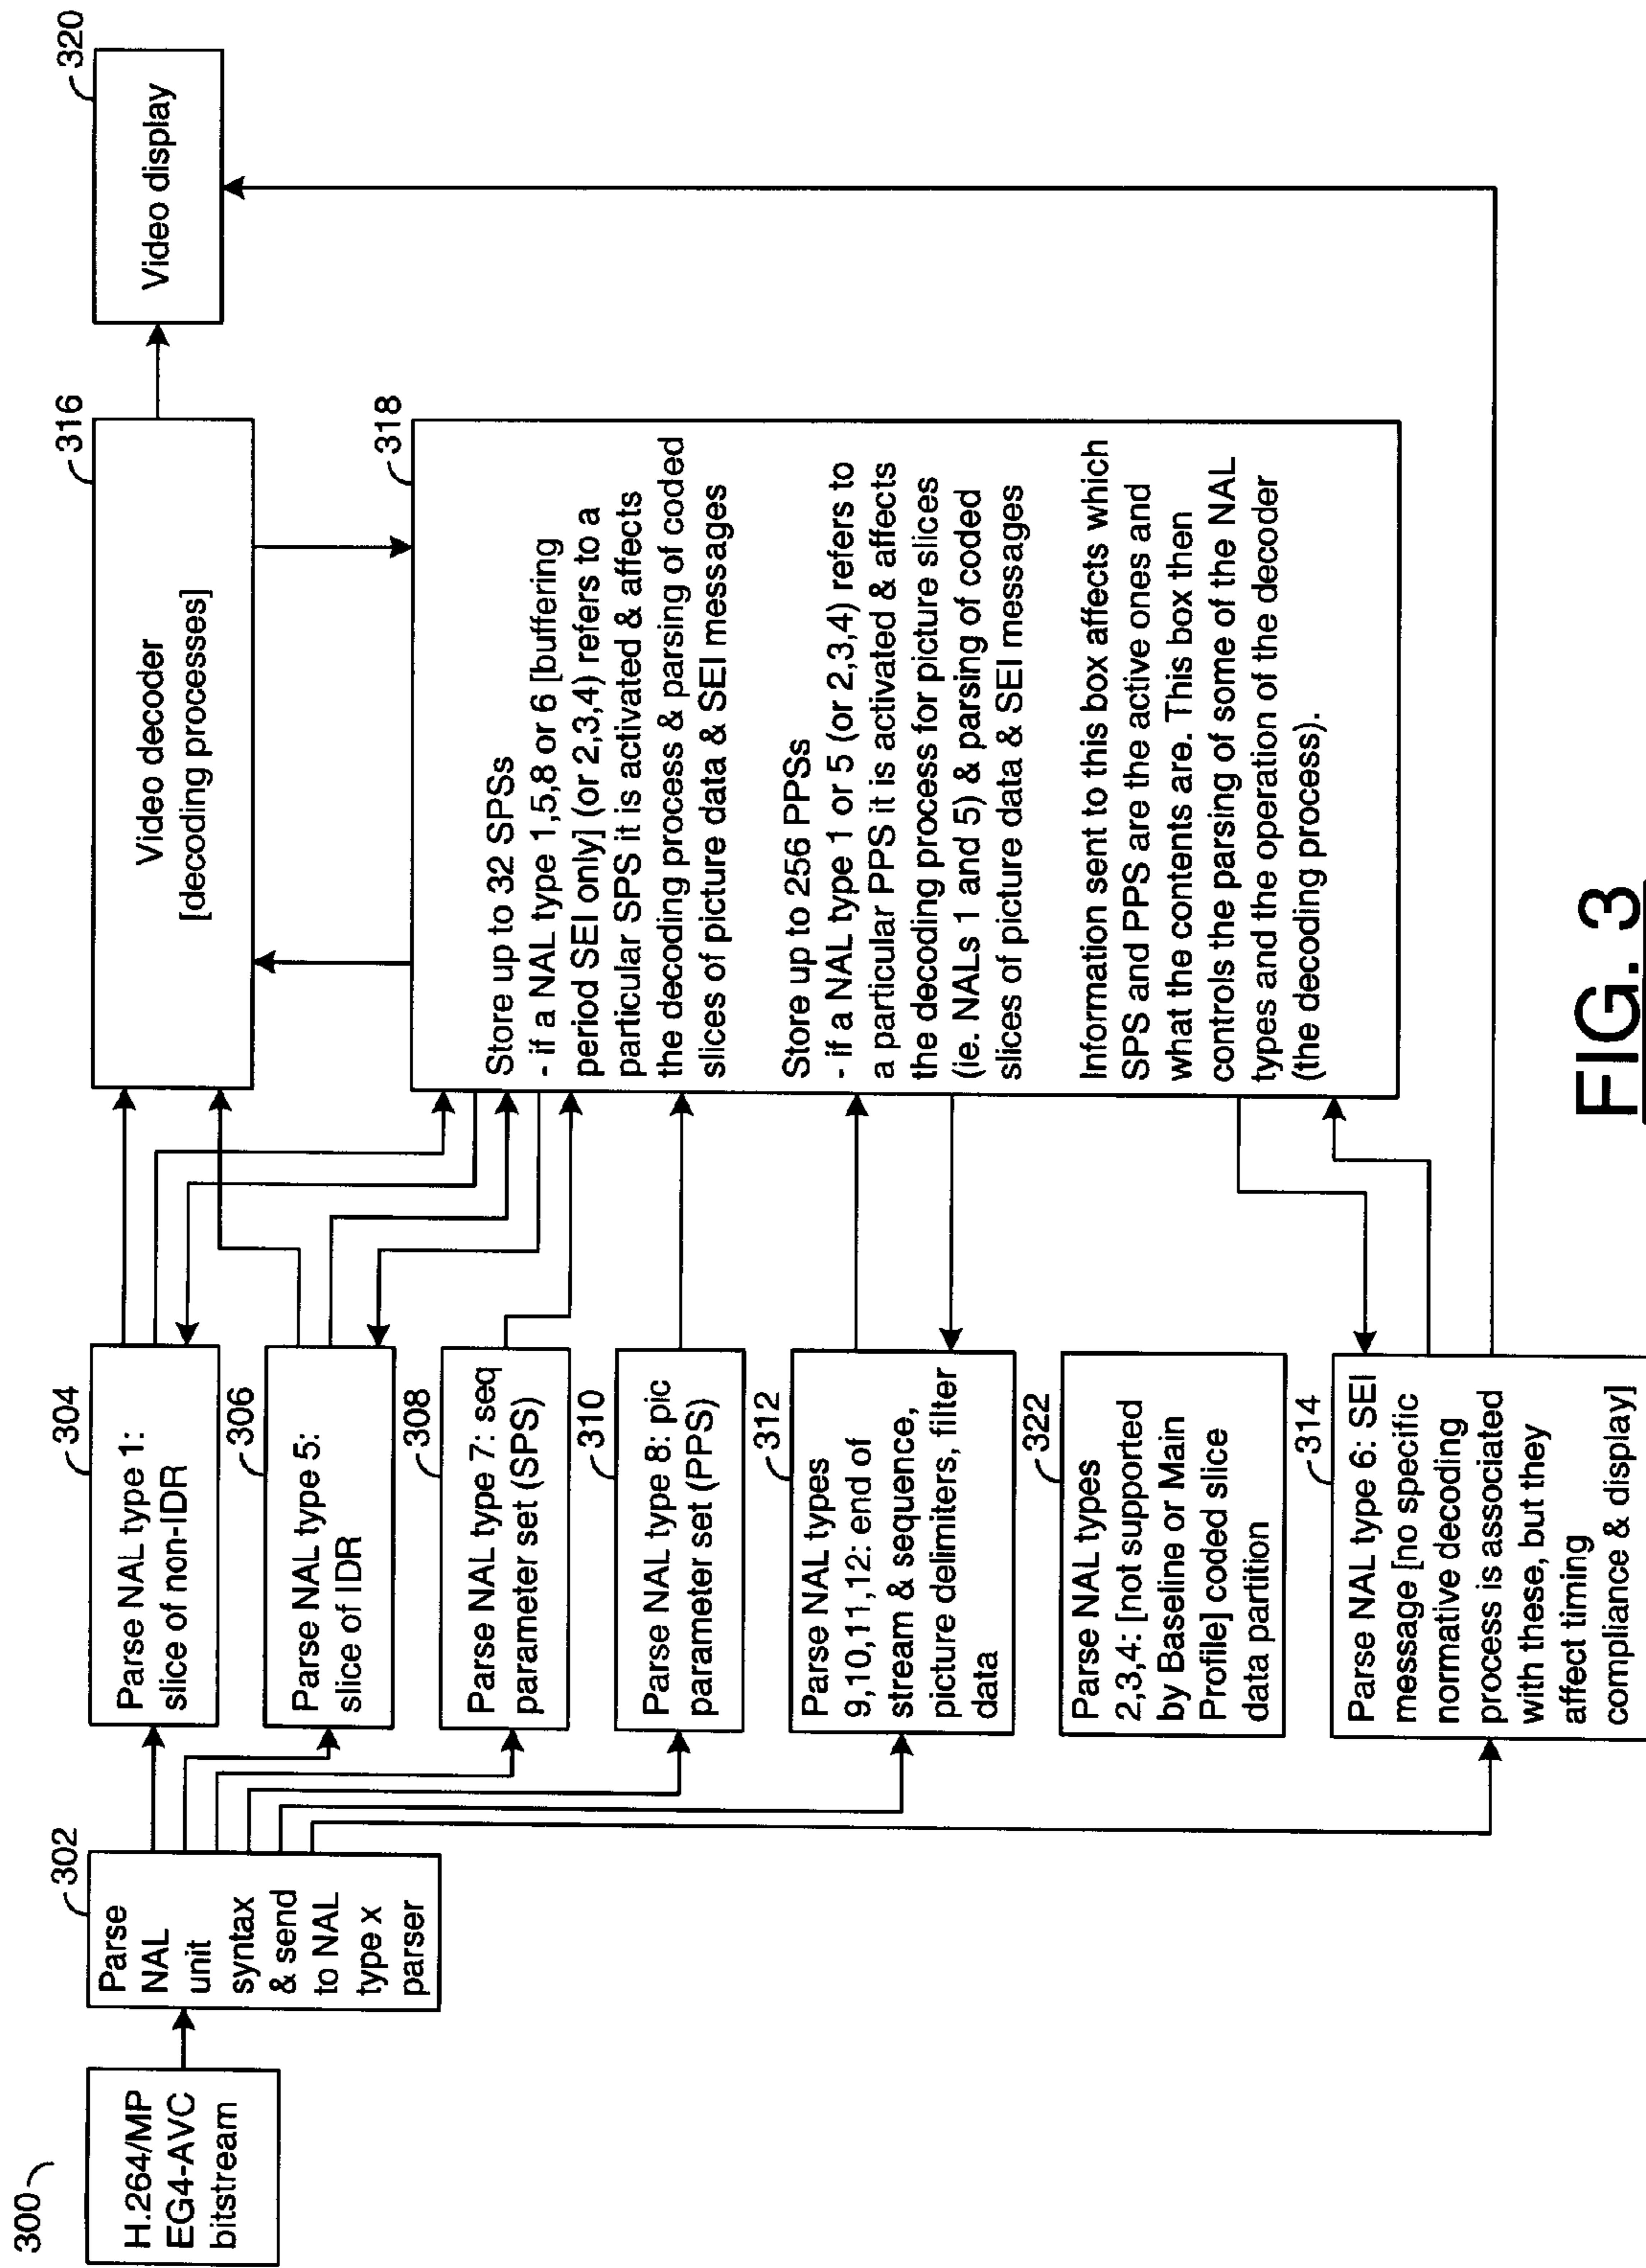 300
H.264/MP
EG4-AVC
bitstream
302
Parse
NAL
unit
syntax
& send
to NAL
type x
parser
304
Parse NAL type 1:
slice of non-IDR
306
Parse NAL type 5:
slice of IDR
308
Parse NAL type 7: seq
parameter set (SPS)
310
Parse NAL type 8: pic
parameter set (PPS)
312
Parse NAL types
9,10,11,12: end of
stream & sequence,
picture delimiters, filter
data
322
Parse NAL types
2,3,4: [not supported
by Baseline or Main
Profile] coded slice
data partition
314
Parse NAL type 6: SEI
message [no specific
normative decoding
process is associated
with these, but they
affect timing
compliance & display]
316
Video decoder
[decoding processes]
318
Store up to 32 SPSs
- if a NAL type 1,5,8 or 6 [buffering
period SEI only] (or 2,3,4) refers to a
particular SPS it is activated & affects
the decoding process & parsing of coded
slices of picture data & SEI messages
Store up to 256 PPSs
- if a NAL type 1 or 5 (or 2,3,4) refers to
a particular PPS it is activated & affects
the decoding process for picture slices
(ie. NALs 1 and 5) & parsing of coded
slices of picture data & SEI messages
Information sent to this box affects which
SPS and PPS are the active ones and
what the contents are. This box then
controls the parsing of some of the NAL
types and the operation of the decoder
(the decoding process).
320
Video display
FIG. 3